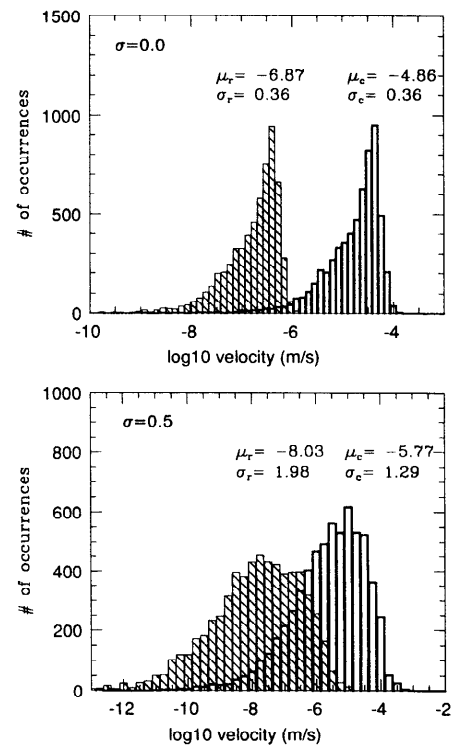 1500
σ=0.0
μr= -6.87 μc= -4.86
σr= 0.36 σc= 0.36
1000
# of occurrences
500
0
-10 -8 -6 -4
log10 velocity (m/s)
1000
σ=0.5
800
μr= -8.03 μc= -5.77
σr= 1.98 σc= 1.29
600
# of occurrences
400
200
0
-12 -10 -8 -6 -4 -2
log10 velocity (m/s)